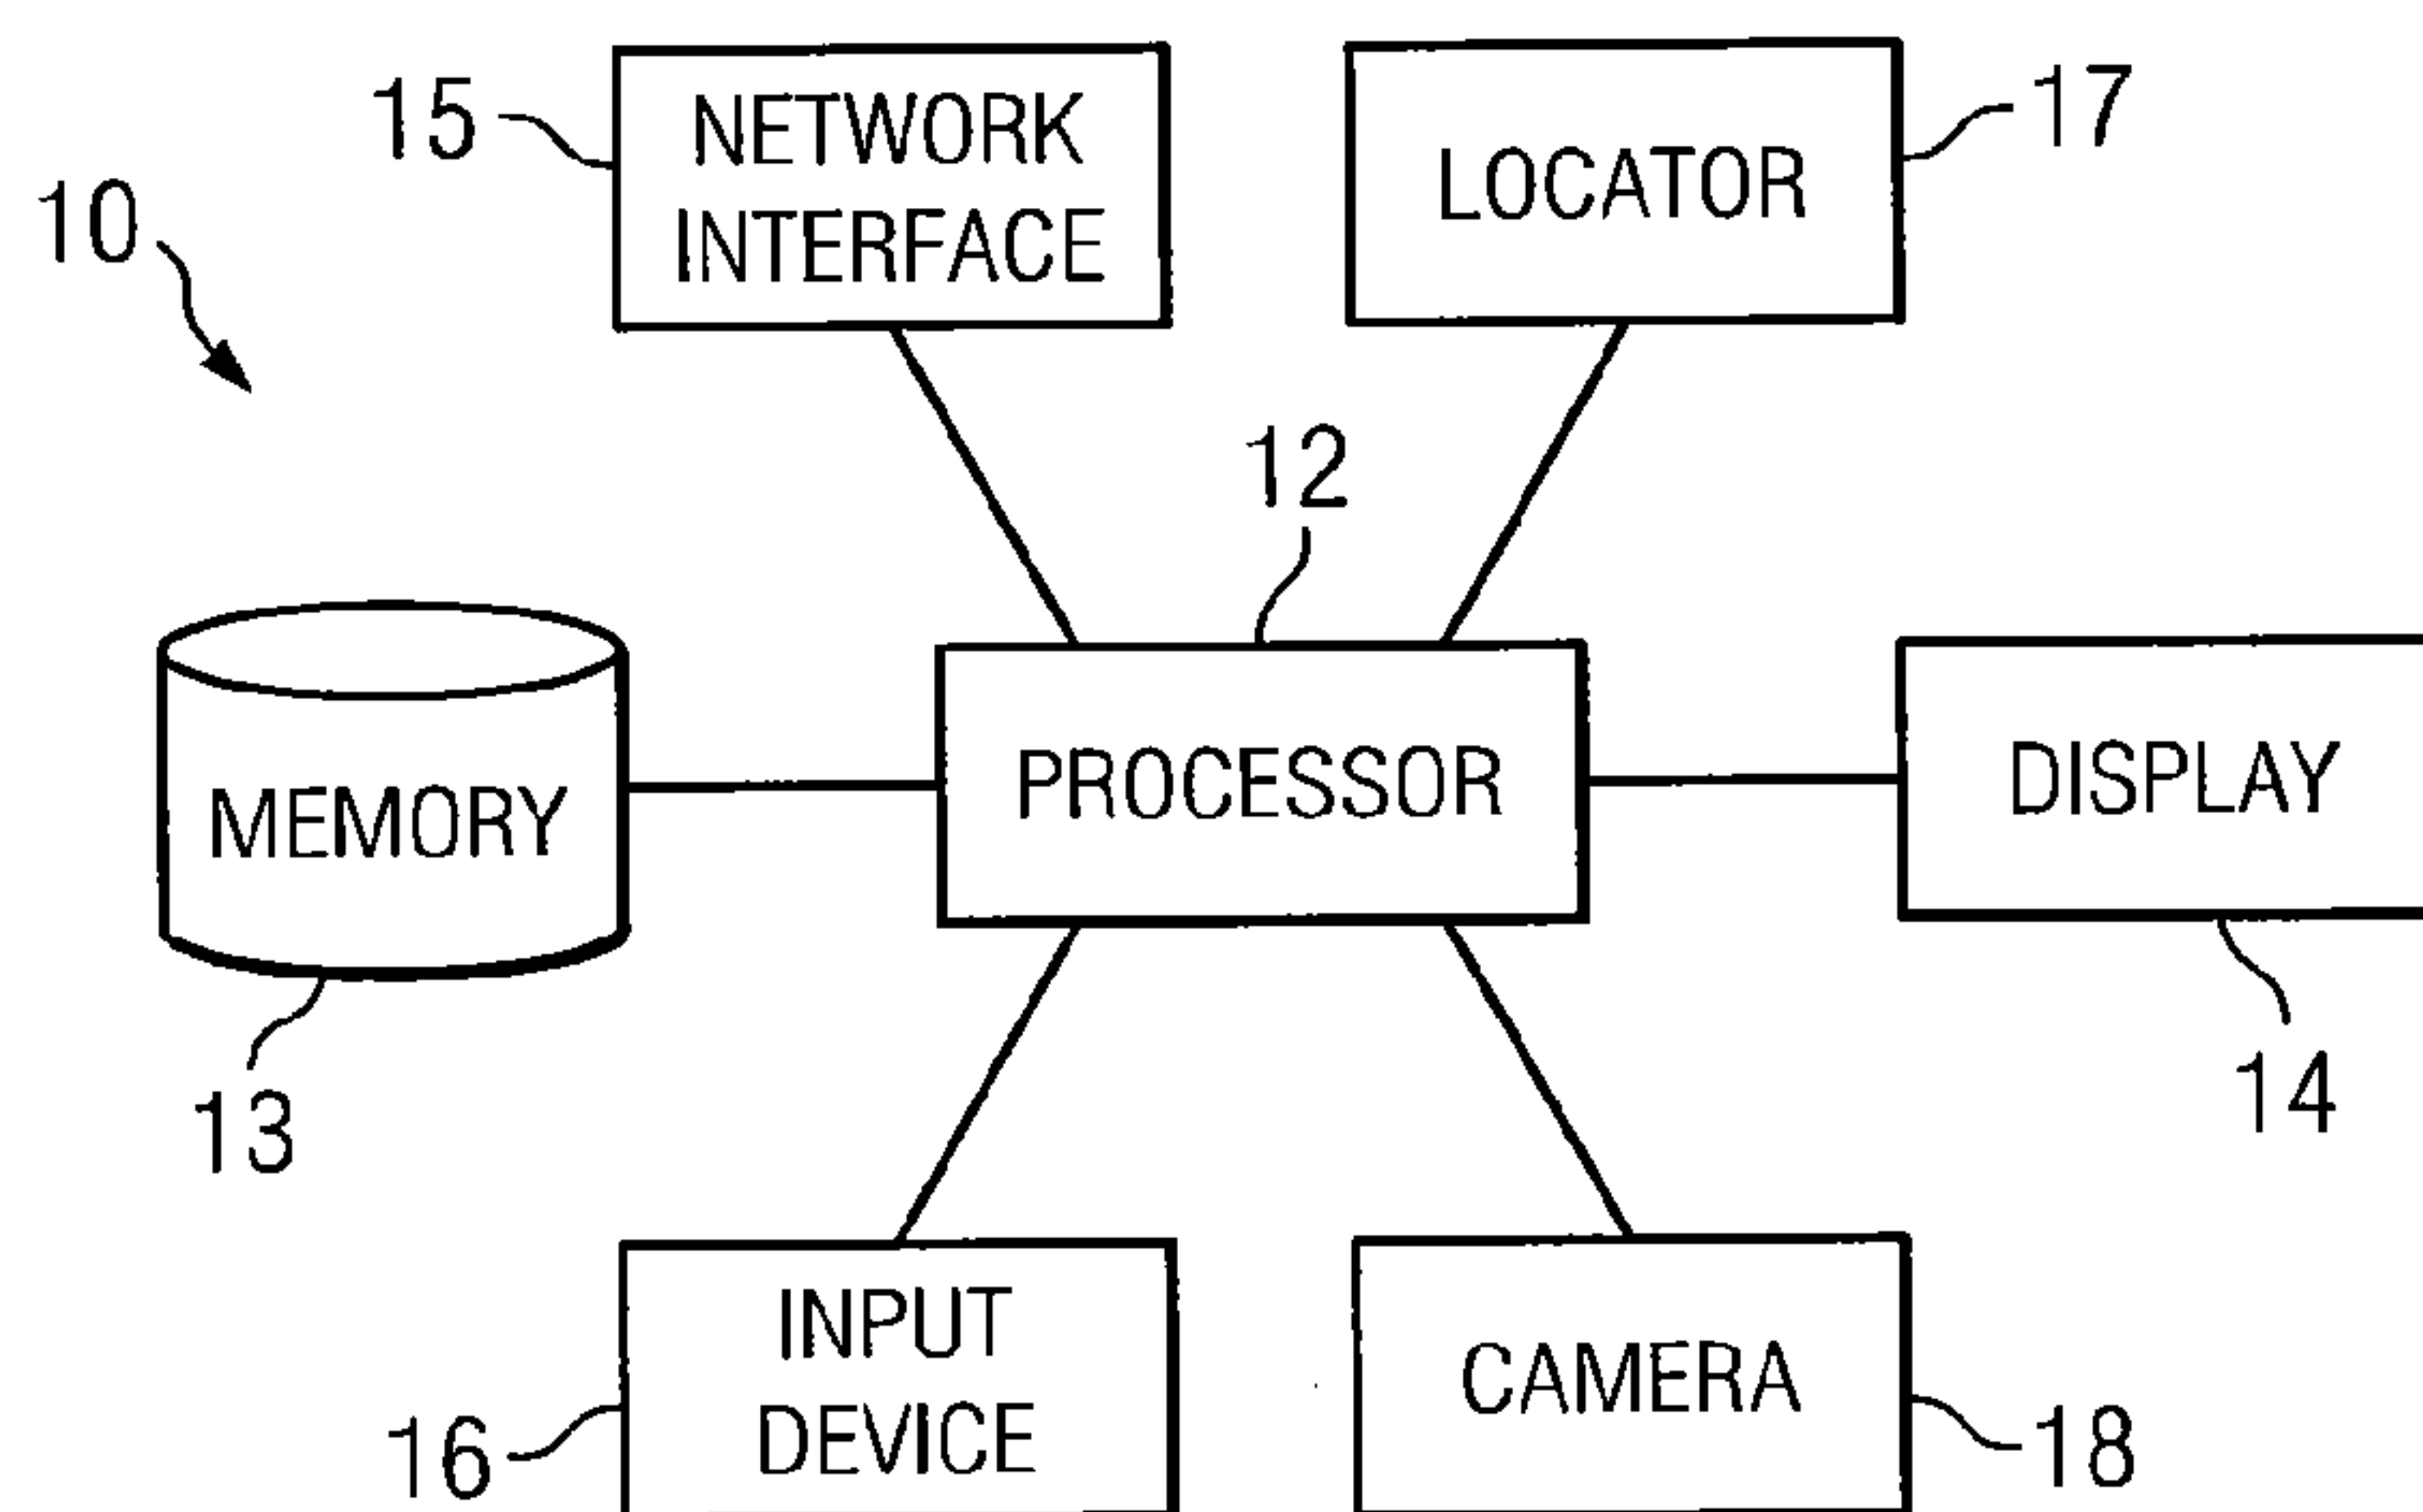 15
NETWORK
INTERFACE
LOCATOR
17
10
12
MEMORY
PROCESSOR
DISPLAY
13
14
INPUT
DEVICE
16
CAMERA
18